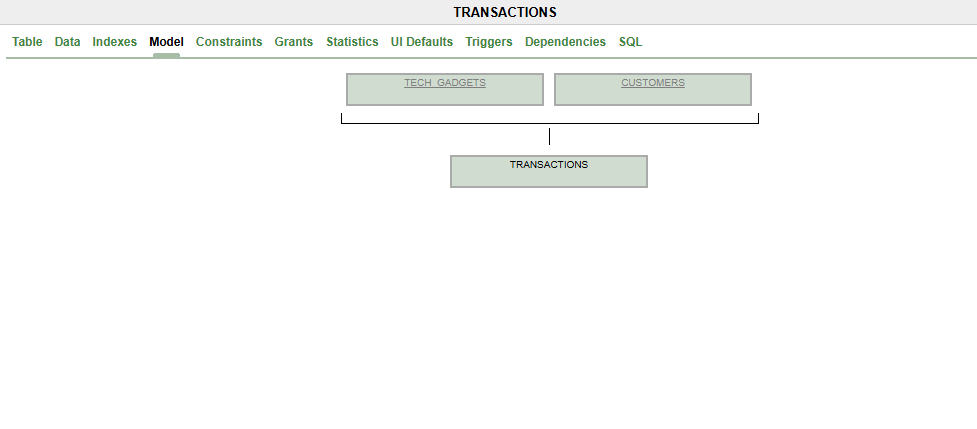 TRANSACTIONS
Table Data Indexes Model Constraints Grants Statistics UI Defaults Triggers Dependencies SQL
TECH_GADGETS CUSTOMERS
TRANSACTIONS